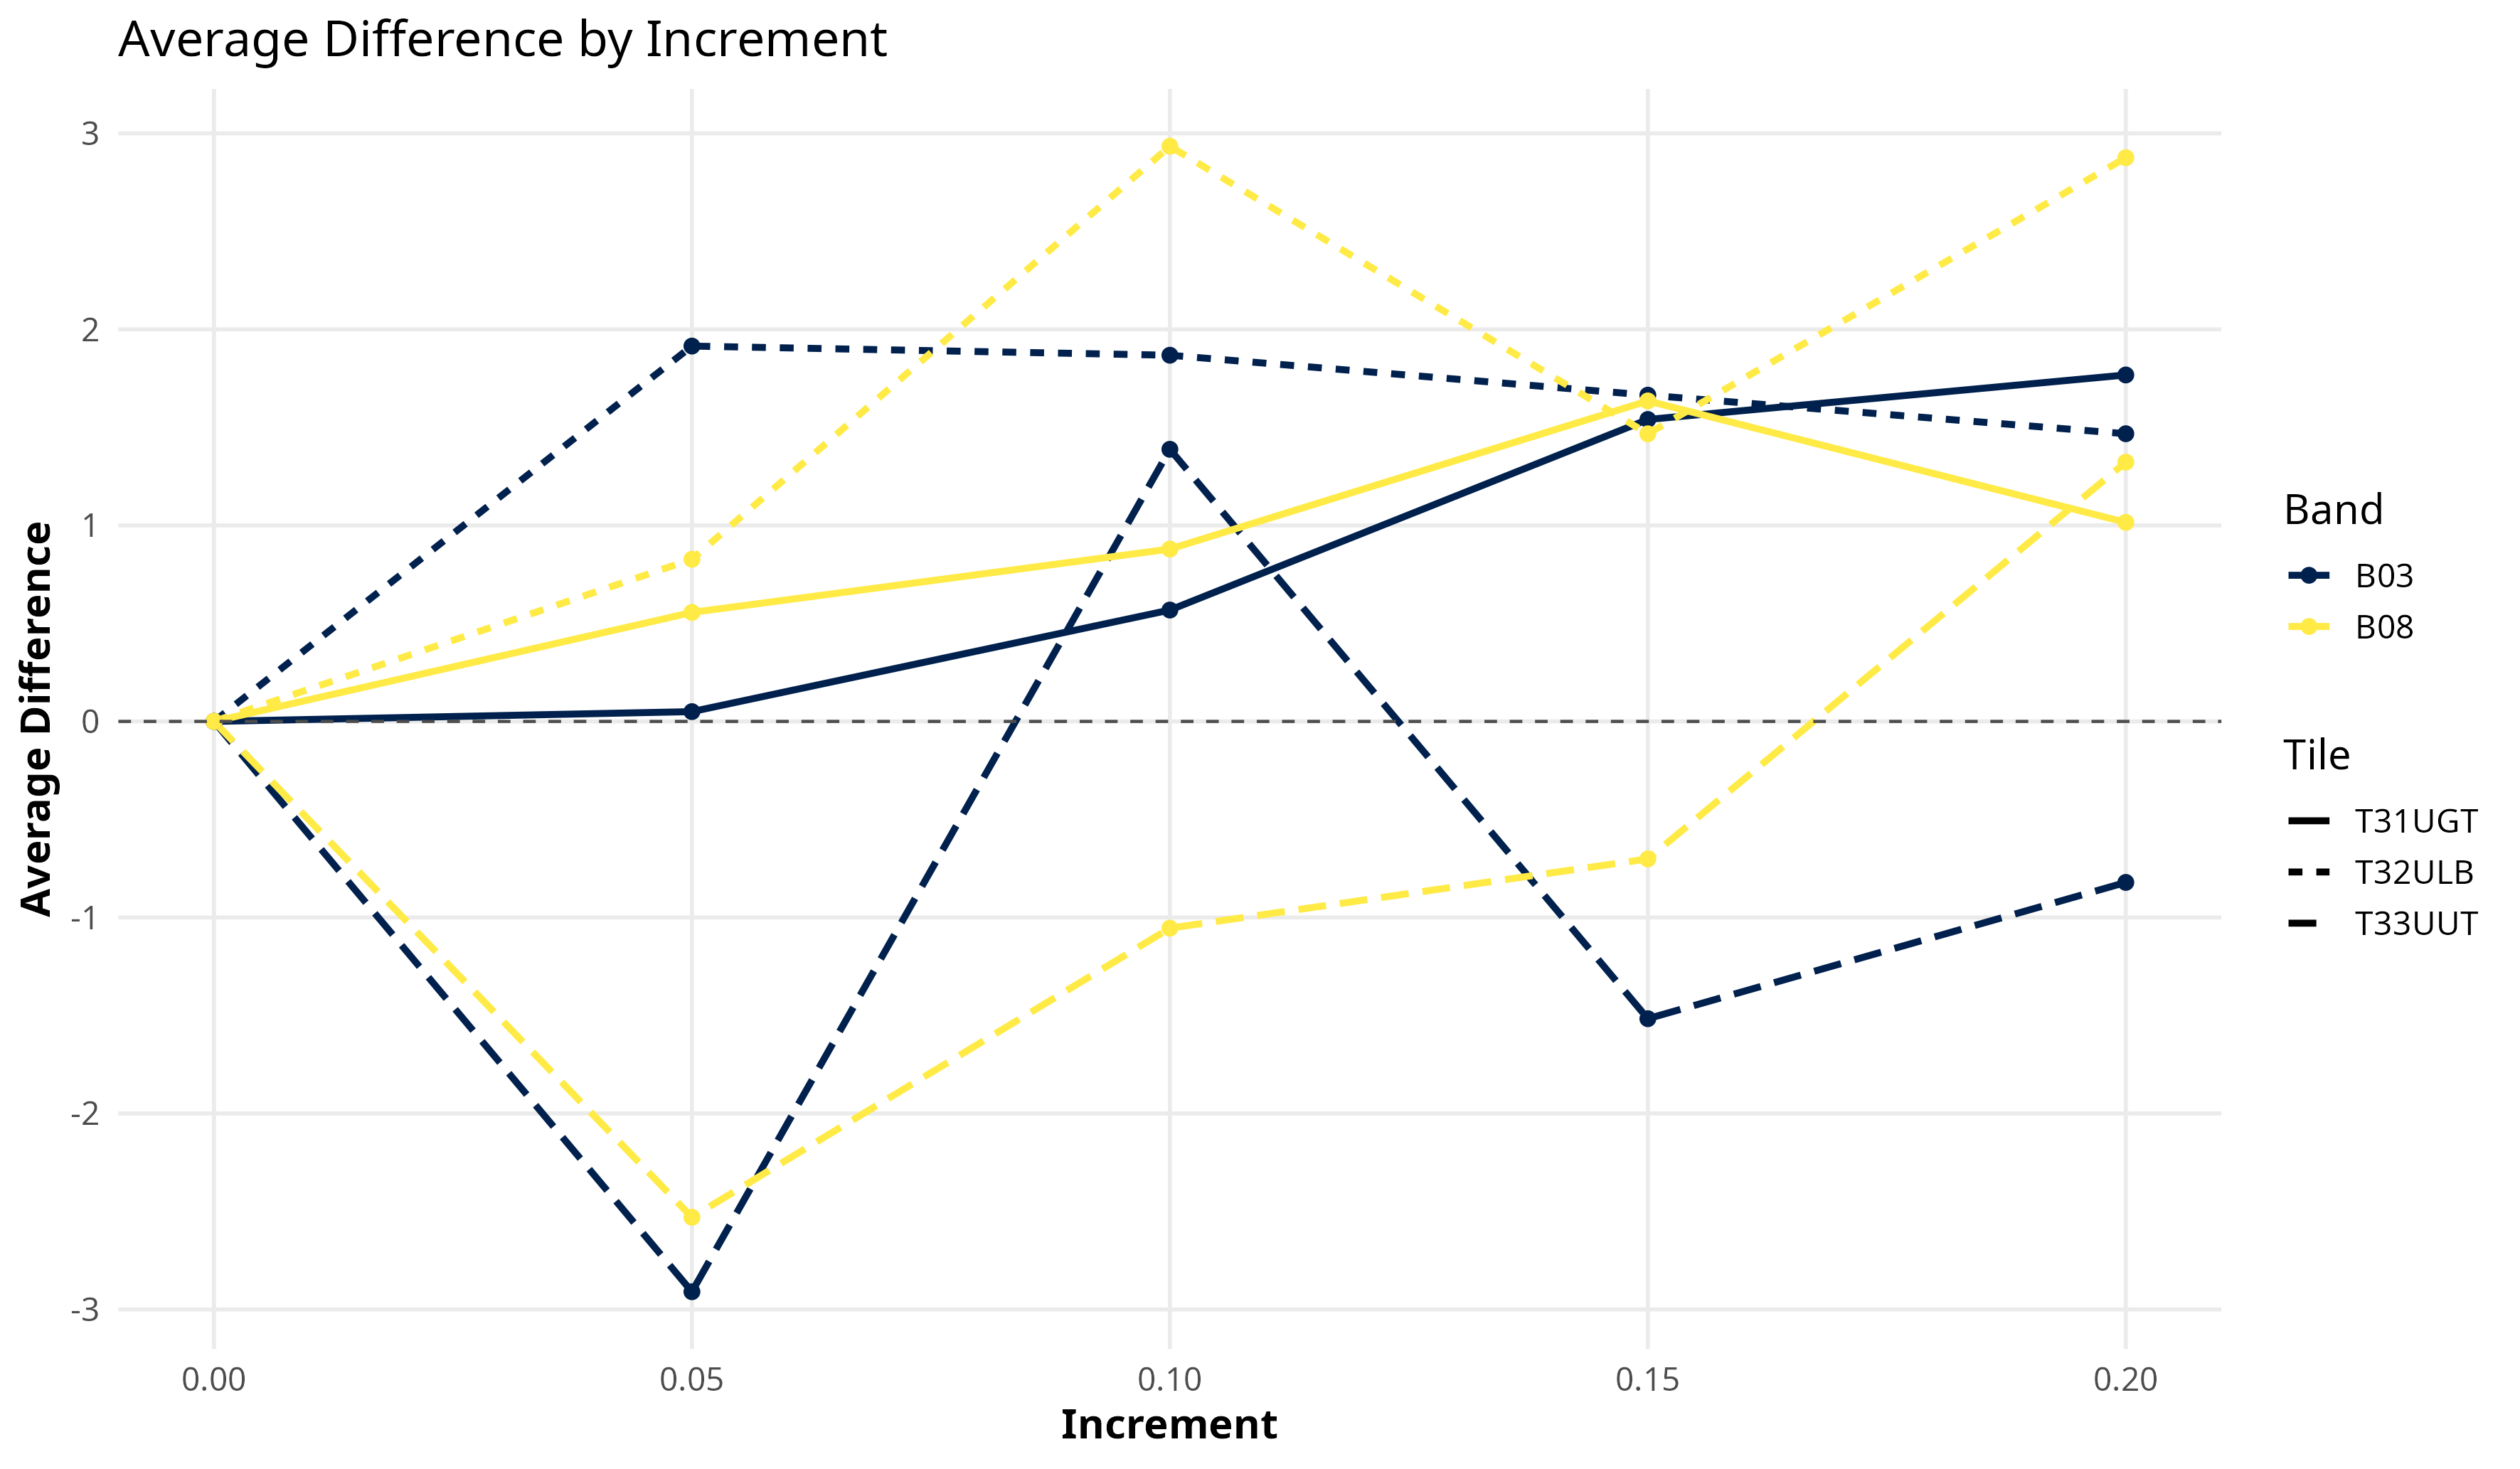 Average Difference by Increment
3
2
1
0
-1
-2
-3
Average Difference
0.00
0.05
0.10
0.15
0.20
Increment
Band
B03
B08
Tile
T31UGT
T32ULB
T33UUT